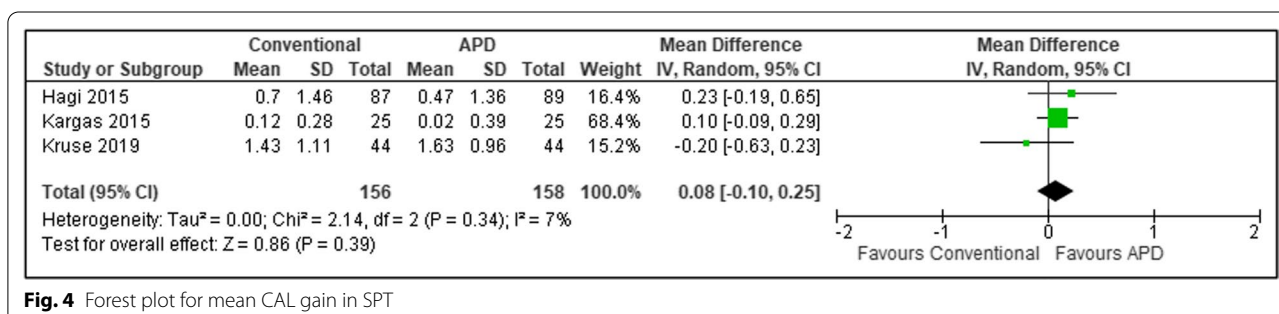 Conventional APD Mean Difference Mean Difference
Study or Subgroup Mean SD Total Mean SD Total Weight IV, Random, 95% CI IV, Random, 95% CI
Hagi 2015 0.7 1.46 87 0.47 1.36 89 16.4% 0.23 [-0.19, 0.65]
Kargas 2015 0.12 0.28 25 0.02 0.39 25 68.4% 0.10 [-0.09, 0.29]
Kruse 2019 1.43 1.11 44 1.63 0.96 44 15.2% -0.20 [-0.63, 0.23]
Total (95% CI) 156 158 100.0% 0.08 [-0.10, 0.25]
Heterogeneity: Tau² = 0.00; Chi² = 2.14, df = 2 (P = 0.34); I² = 7%
Test for overall effect: Z = 0.86 (P = 0.39)
-2 -1 0 1 2
Favours Conventional Favours APD
Fig. 4 Forest plot for mean CAL gain in SPT